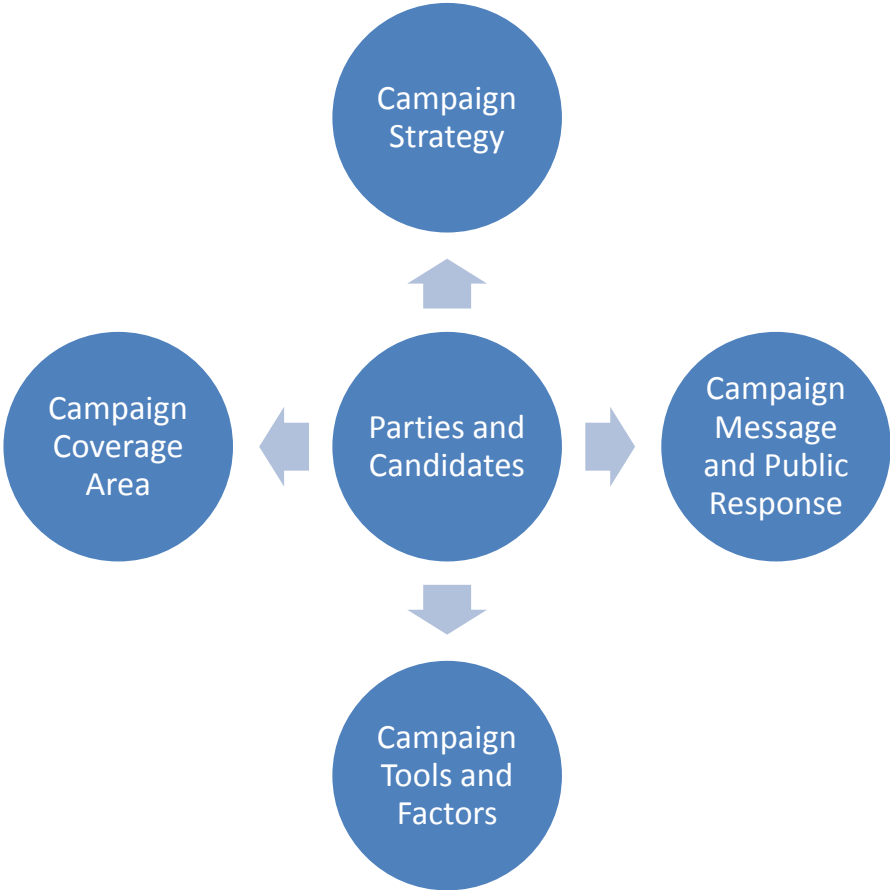 Campaign
Strategy
Campaign
Coverage
Area
Parties and
Candidates
Campaign
Message
and Public
Response
Campaign
Tools and
Factors